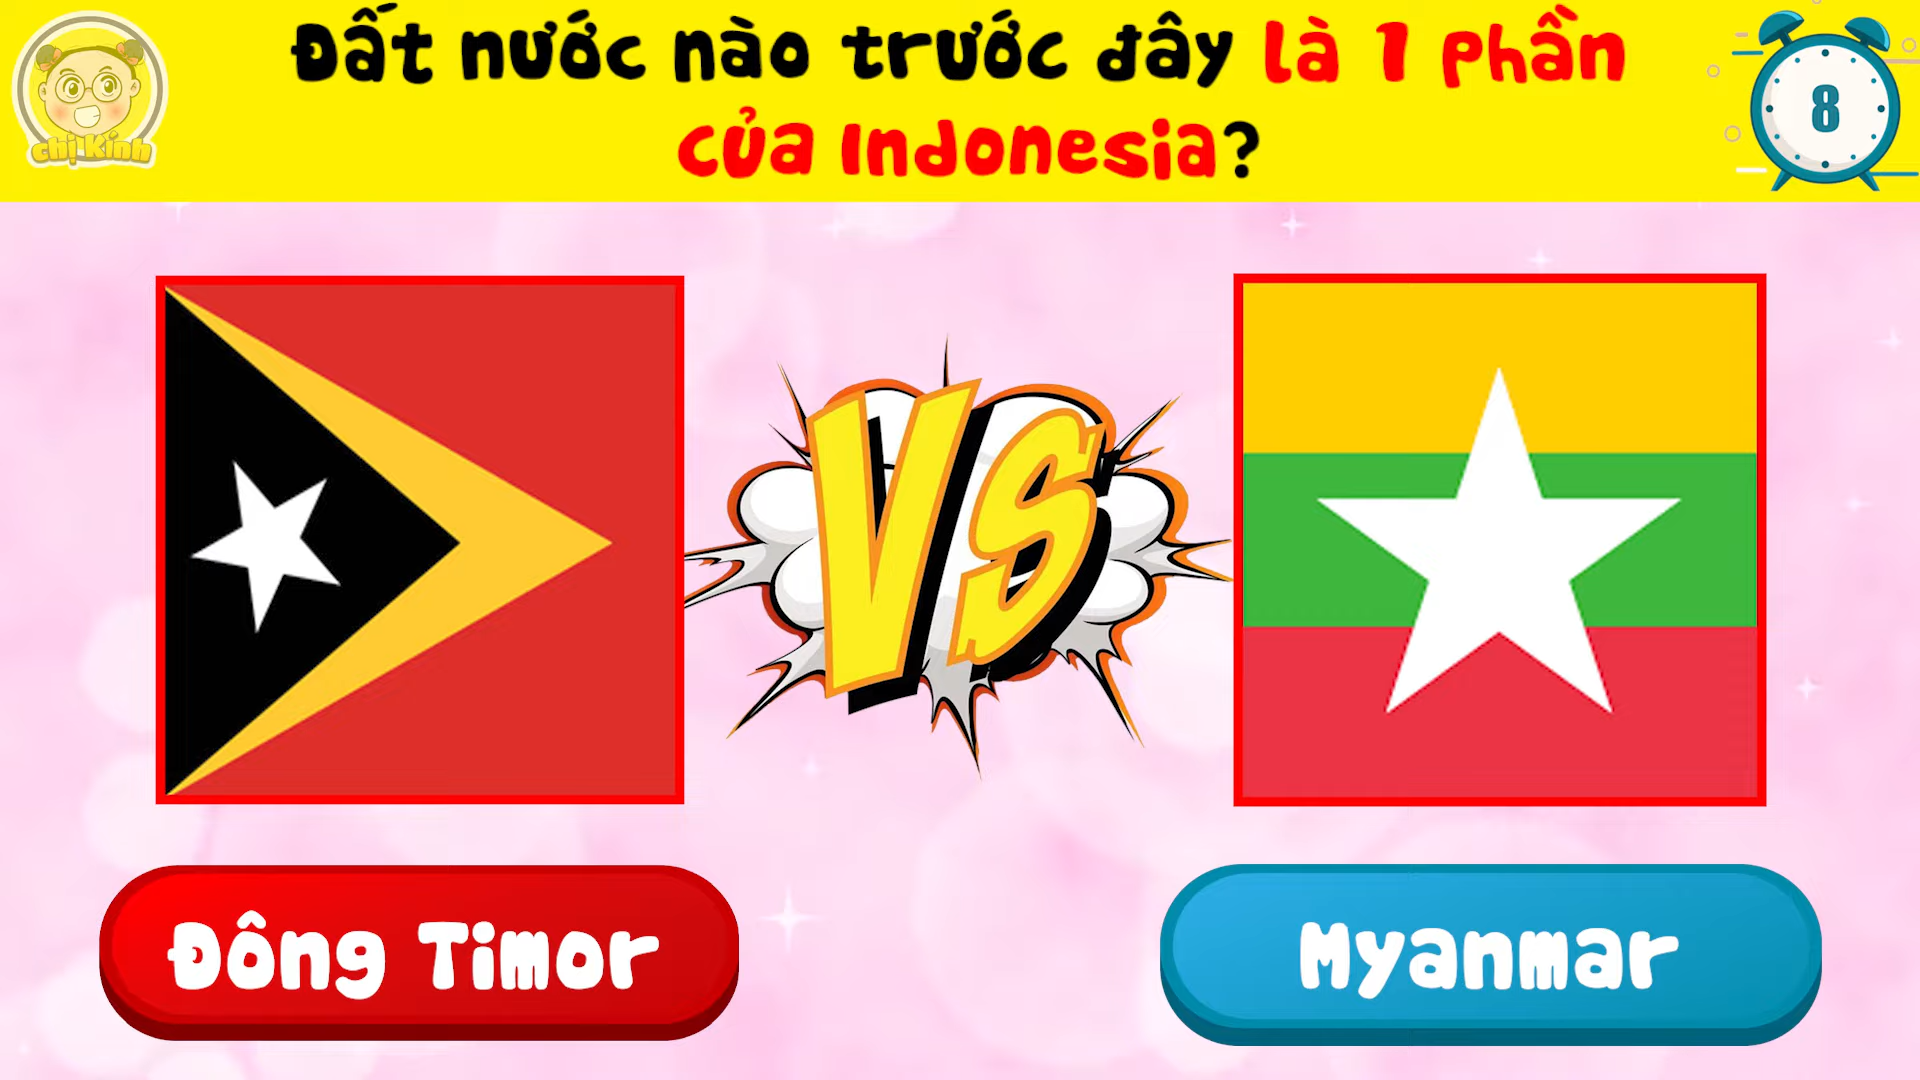 Đất nước nào trước đây là 1 phần
của Indonesia?
chị Kính
8
VS
Đông Timor
Myanmar